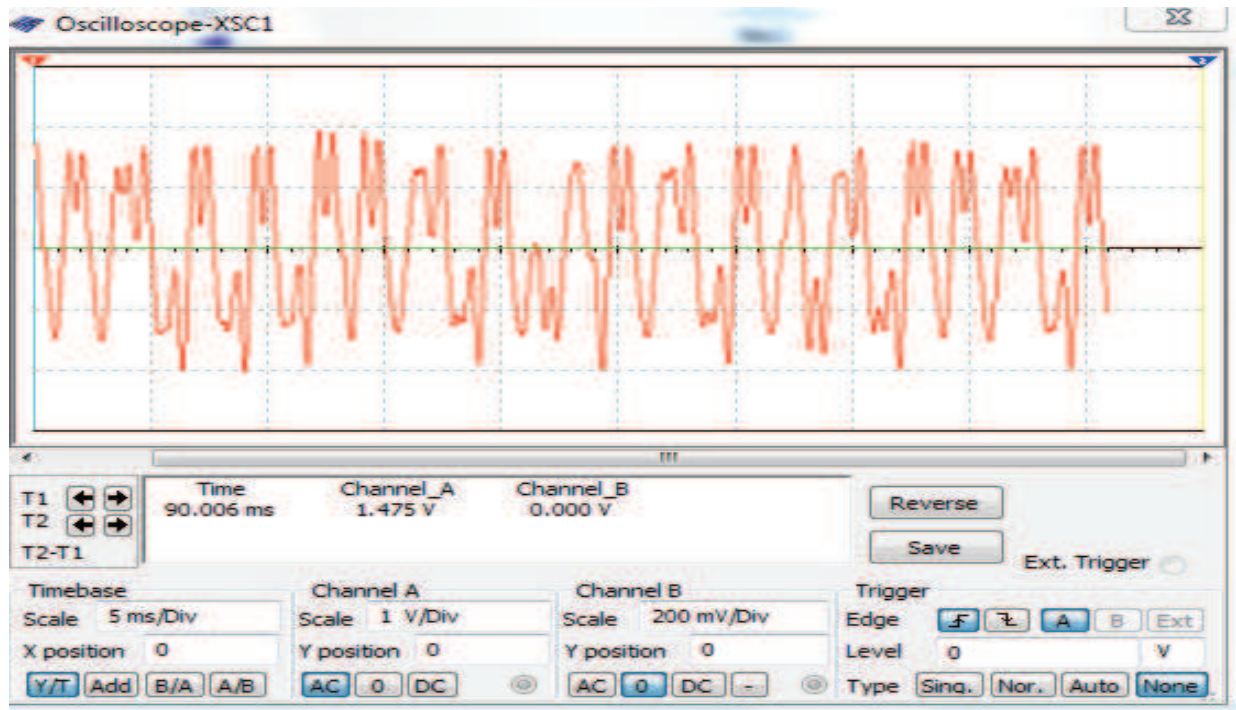 Oscilloscope-XSC1
1
2
Time Channel_A Channel_B
T1 90.006 ms 1.475 V 0.000 V
T2
T2-T1
Reverse
Save
Ext. Trigger
Timebase
Scale 5 ms/Div
X position 0
Y/T Add B/A A/B
Channel A
Scale 1 V/Div
Y position 0
AC 0 DC
Channel B
Scale 200 mV/Div
Y position 0
AC 0 DC -
Trigger
Edge A B Ext
Level 0 V
Type Sing. Nor. Auto None